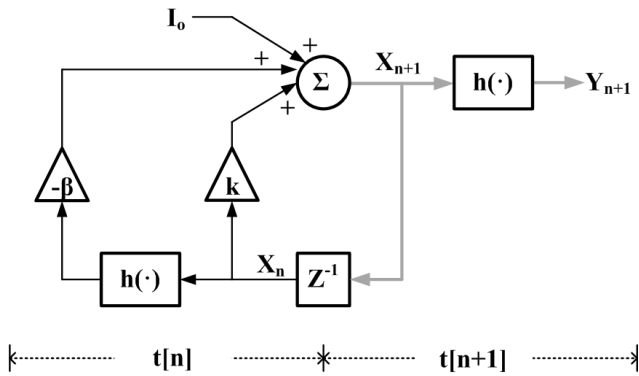 Iₒ
+
+
+
Σ
Xₙ₊₁
h(·)
Yₙ₊₁
-β
k
h(·)
Xₙ
Z⁻¹
t[n]
t[n+1]